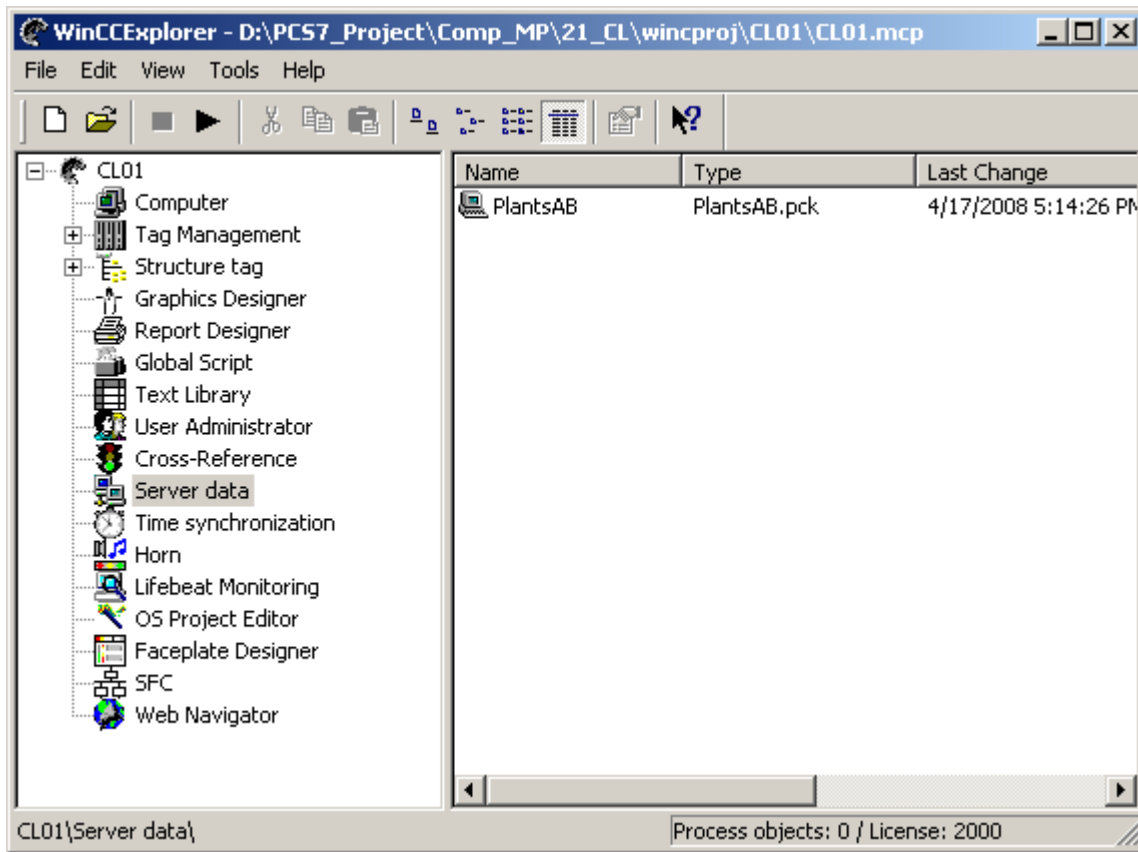 WinCCExplorer - D:\PCS7_Project\Comp_MP\21_CL\wincproj\CL01\CL01.mcp
File Edit View Tools Help
CL01
Computer
Tag Management
Structure tag
Graphics Designer
Report Designer
Global Script
Text Library
User Administrator
Cross-Reference
Server data
Time synchronization
Horn
Lifebeat Monitoring
OS Project Editor
Faceplate Designer
SFC
Web Navigator
Name Type Last Change
PlantsAB PlantsAB.pck 4/17/2008 5:14:26 PM
CL01\Server data\ Process objects: 0 / License: 2000